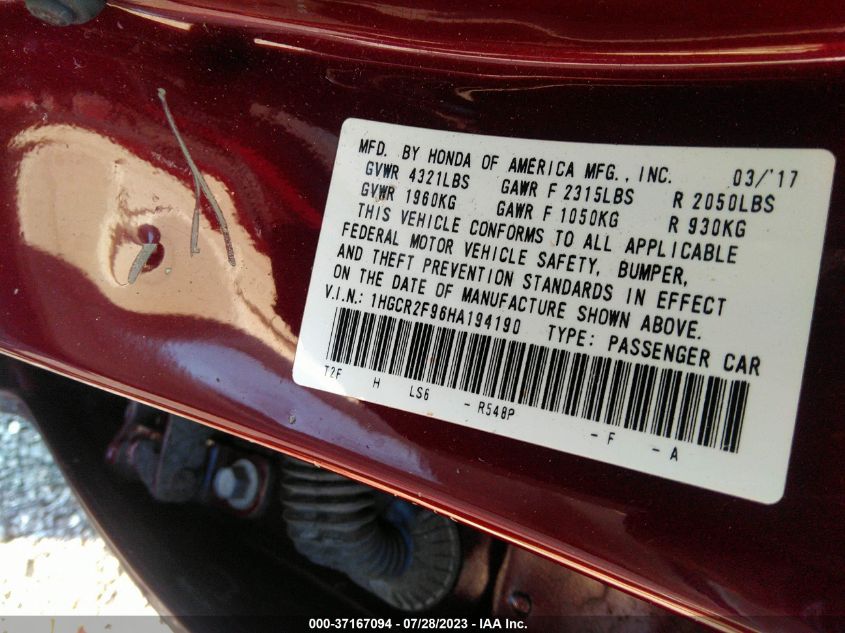 MFD. BY HONDA OF AMERICA MFG., INC. 03/'17
GVWR 4321LBS GAWR F 2315LBS R 2050LBS
GVWR 1960KG GAWR F 1050KG R 930KG
THIS VEHICLE CONFORMS TO ALL APPLICABLE
FEDERAL MOTOR VEHICLE SAFETY, BUMPER,
AND THEFT PREVENTION STANDARDS IN EFFECT
ON THE DATE OF MANUFACTURE SHOWN ABOVE.
V.I.N.: 1HGCR2F96HA194190 TYPE: PASSENGER CAR
T2F H LS6 - R548P - F - A
000-37167094 - 07/28/2023 - IAA Inc.